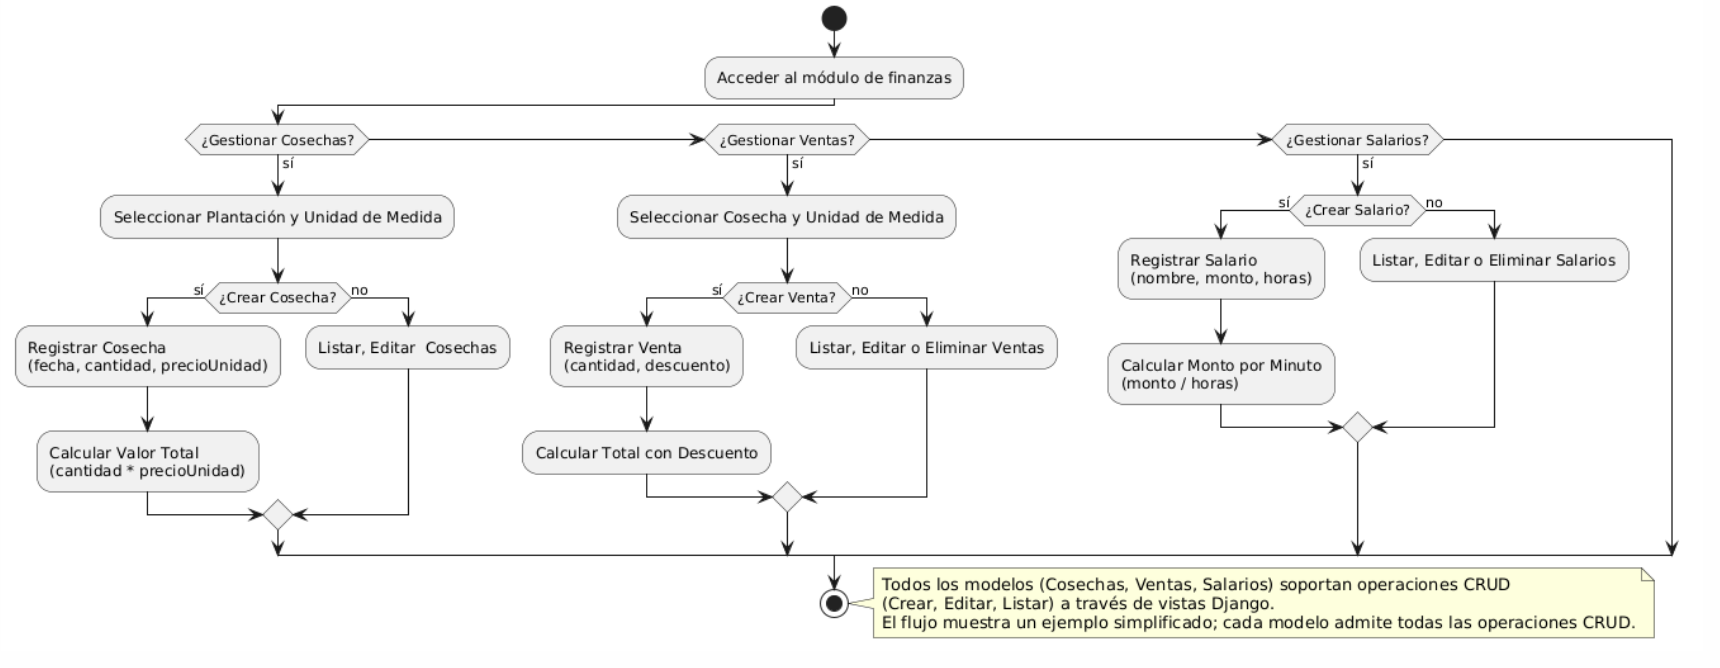 Acceder al módulo de finanzas
¿Gestionar Cosechas?
sí
Seleccionar Plantación y Unidad de Medida
¿Crear Cosecha?
sí
no
Registrar Cosecha
(fecha, cantidad, precioUnidad)
Calcular Valor Total
(cantidad * precioUnidad)
Listar, Editar  Cosechas
¿Gestionar Ventas?
sí
Seleccionar Cosecha y Unidad de Medida
¿Crear Venta?
sí
no
Registrar Venta
(cantidad, descuento)
Calcular Total con Descuento
Listar, Editar o Eliminar Ventas
¿Gestionar Salarios?
sí
¿Crear Salario?
sí
no
Registrar Salario
(nombre, monto, horas)
Calcular Monto por Minuto
(monto / horas)
Listar, Editar o Eliminar Salarios
Todos los modelos (Cosechas, Ventas, Salarios) soportan operaciones CRUD
(Crear, Editar, Listar) a través de vistas Django.
El flujo muestra un ejemplo simplificado; cada modelo admite todas las operaciones CRUD.